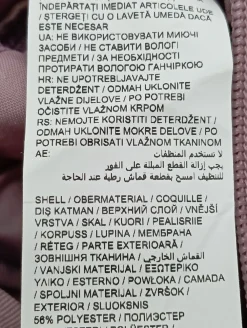 ÎNDEPĂRTAȚI IMEDIAT ARTICOLELE UDE
/ ȘTERGEȚI CU O LAVETĂ UMEDĂ DACĂ
ESTE NECESAR
UA: НЕ ВИКОРИСТОВУВАТИ МИЮЧІ
ЗАСОБИ / НЕ СТАВИТИ ВОЛОГІ
ПРЕДМЕТИ / ЗА НЕОБХІДНОСТІ
ПРОТИРАТИ ВОЛОГОЮ ГАНЧІРКОЮ
HR: NE UPOTREBLJAVAJTE
DETERDŽENT / ODMAH UKLONITE
VLAŽNE DIJELOVE / PO POTREBI
OČISTITE VLAŽNOM KRPOM
RS: NEMOJTE KORISTITI DETERDŽENT /
ODMAH UKLONITE MOKRE DELOVE / PO
POTREBI OBRISATI VLAŽNOM TKANINOM
AE:
لا تستخدم المنظفات
يجب إزالة القطع المبللة على الفور
للتنظيف امسح بقطعة قماش رطبة عند الحاجة
SHELL / OBERMATERIAL / COQUILLE /
DIŞ KATMAN / ВЕРХНИЙ СЛОЙ / VNĚJŠÍ
VRSTVA / SKAL / KUORI / PEALISRIIE
/ KORPUSS / LUPINA / МЕМБРАНА
/ RÉTEG / PARTE EXTERIOARĂ /
ЗОВНІШНЯ ТКАНИНА / القماش الخارجي
/ VANJSKI MATERIJAL / ΕΞΩΤΕΡΙΚΟ
ΥΛΙΚΟ / ESTERNO / POWŁOKA / CAMADA
/ SPOLJNI MATERIJAL / ZVRŠOK /
EXTERIOR / SLUOKSNIS
56% POLYESTER / ПОЛИЭСТЕР